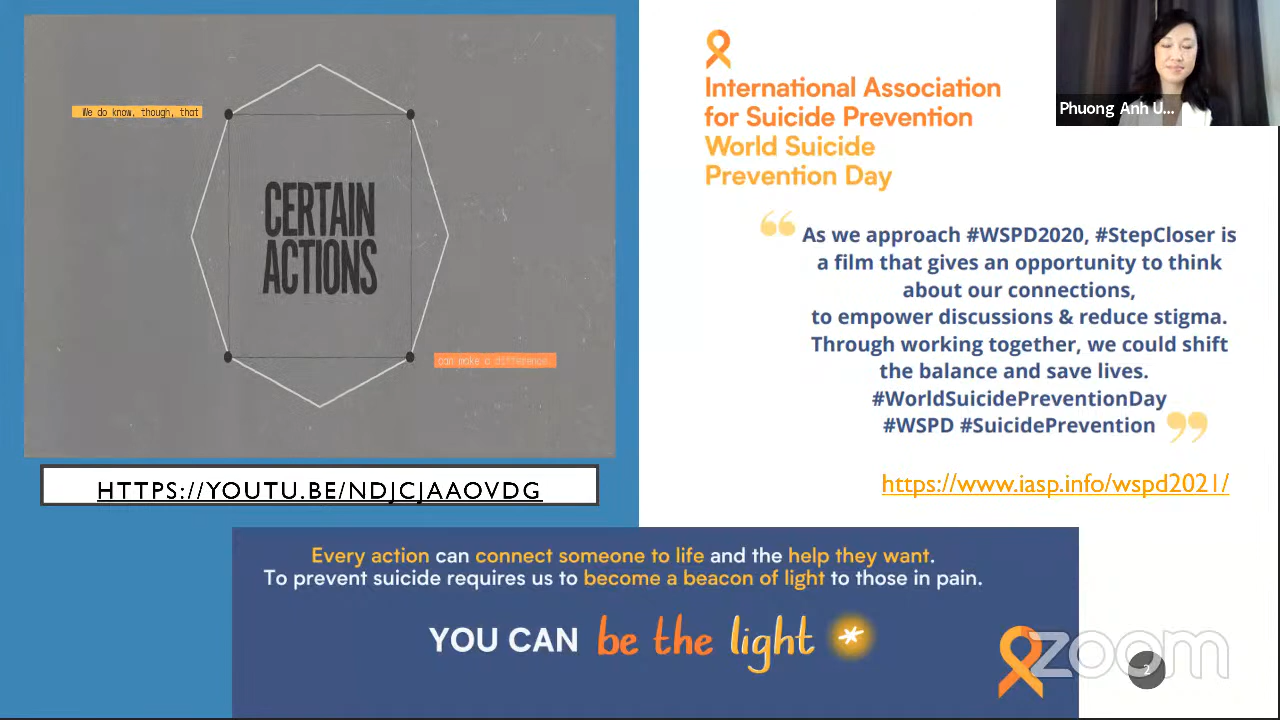 We do know, though, that
CERTAIN
ACTIONS
can make a difference.
HTTPS://YOUTU.BE/NDJCJAAOVDG
International Association
for Suicide Prevention
World Suicide
Prevention Day
Phuong Anh U...
“ As we approach #WSPD2020, #StepCloser is
a film that gives an opportunity to think
about our connections,
to empower discussions & reduce stigma.
Through working together, we could shift
the balance and save lives.
#WorldSuicidePreventionDay
#WSPD #SuicidePrevention ”
https://www.iasp.info/wspd2021/
Every action can connect someone to life and the help they want.
To prevent suicide requires us to become a beacon of light to those in pain.
YOU CAN be the light
zoom
2